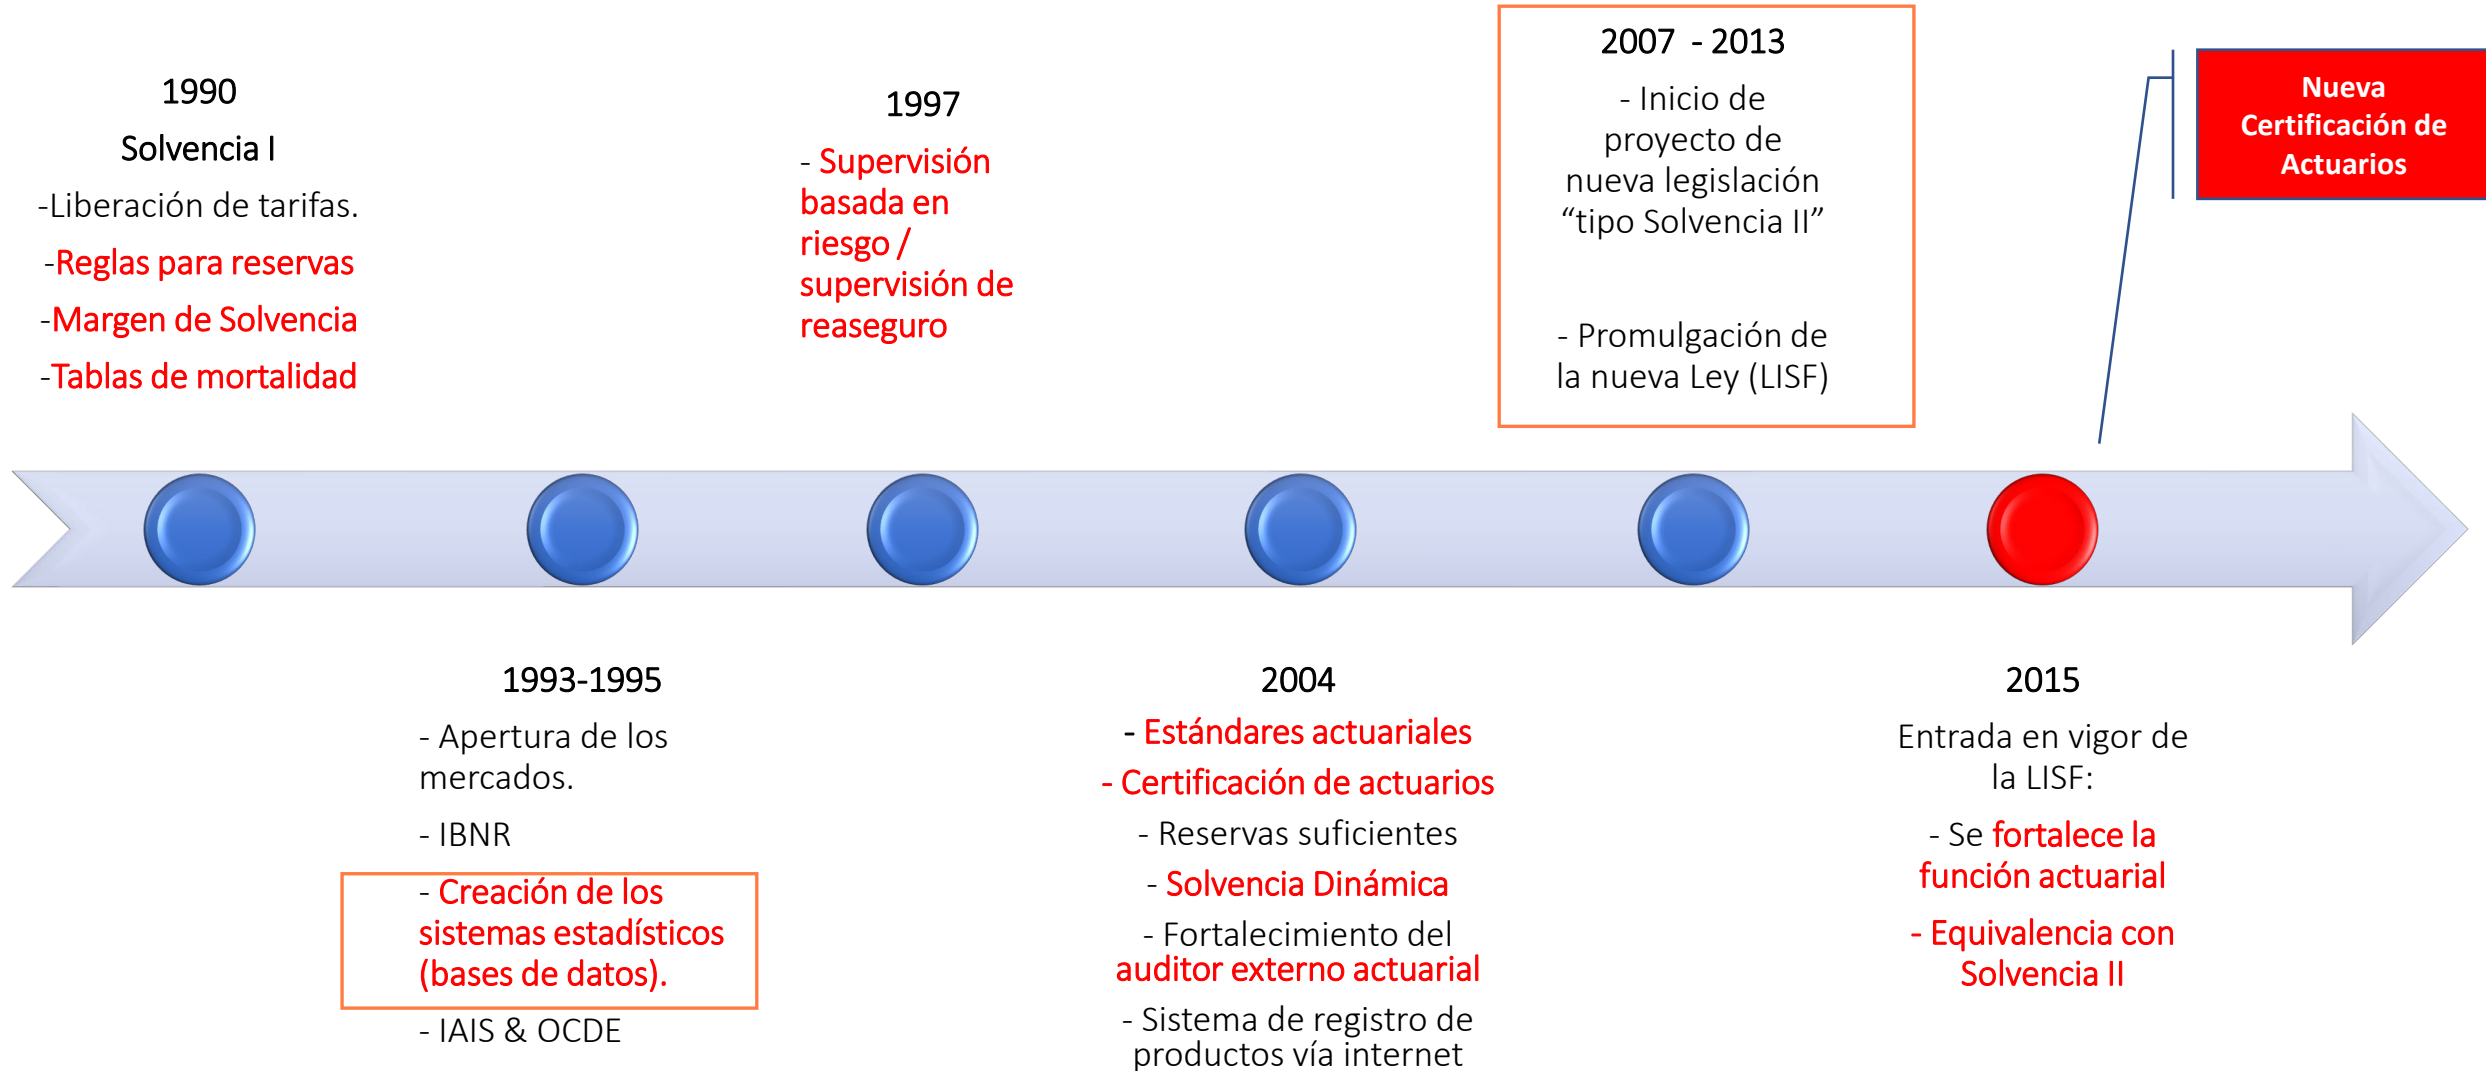 1990
Solvencia I
-Liberación de tarifas.
-Reglas para reservas
-Margen de Solvencia
-Tablas de mortalidad
1997
- Supervisión
basada en
riesgo /
supervisión de
reaseguro
2007 - 2013
- Inicio de
proyecto de
nueva legislación
“tipo Solvencia II”
- Promulgación de
la nueva Ley (LISF)
Nueva
Certificación de
Actuarios
1993-1995
- Apertura de los
mercados.
- IBNR
- Creación de los
sistemas estadísticos
(bases de datos).
- IAIS & OCDE
2004
- Estándares actuariales
- Certificación de actuarios
- Reservas suficientes
- Solvencia Dinámica
- Fortalecimiento del
auditor externo actuarial
- Sistema de registro de
productos vía internet
2015
Entrada en vigor de
la LISF:
- Se fortalece la
función actuarial
- Equivalencia con
Solvencia II